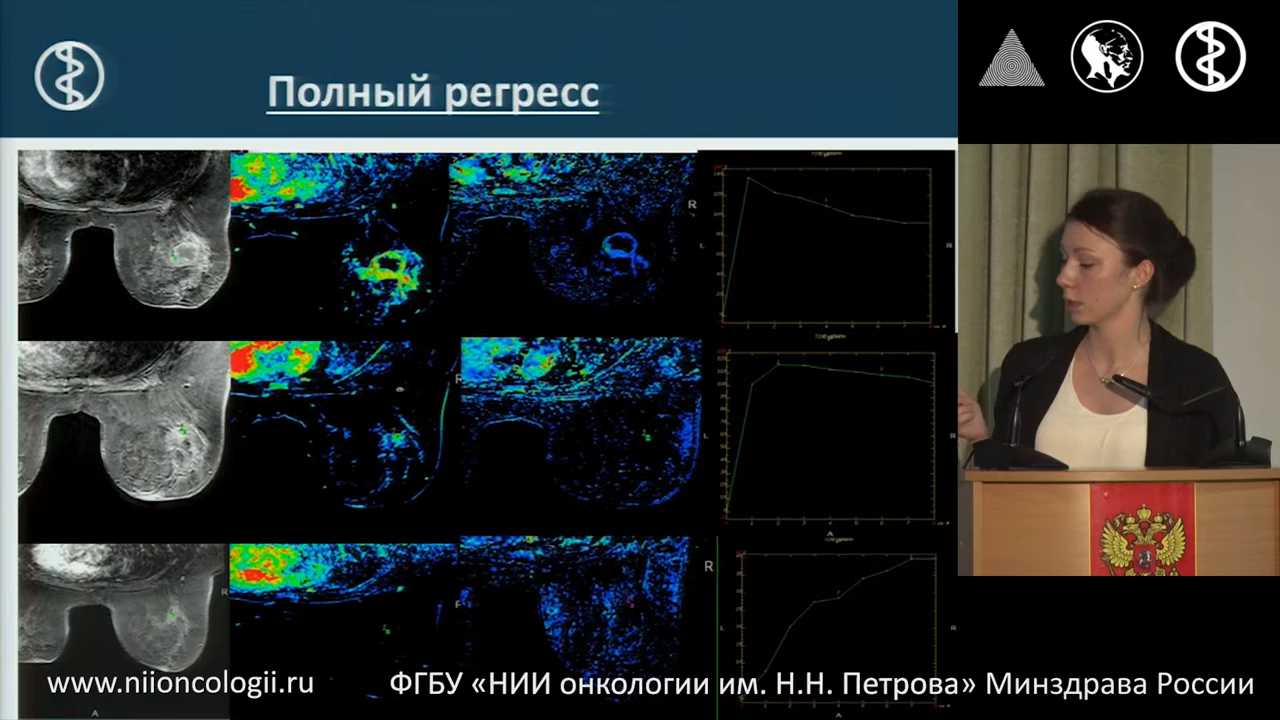 Полный регресс
R
L
R
R
L
R
A
R
R
R
L
R
A
A
www.niioncologii.ru
ФГБУ «НИИ онкологии им. Н.Н. Петрова» Минздрава России